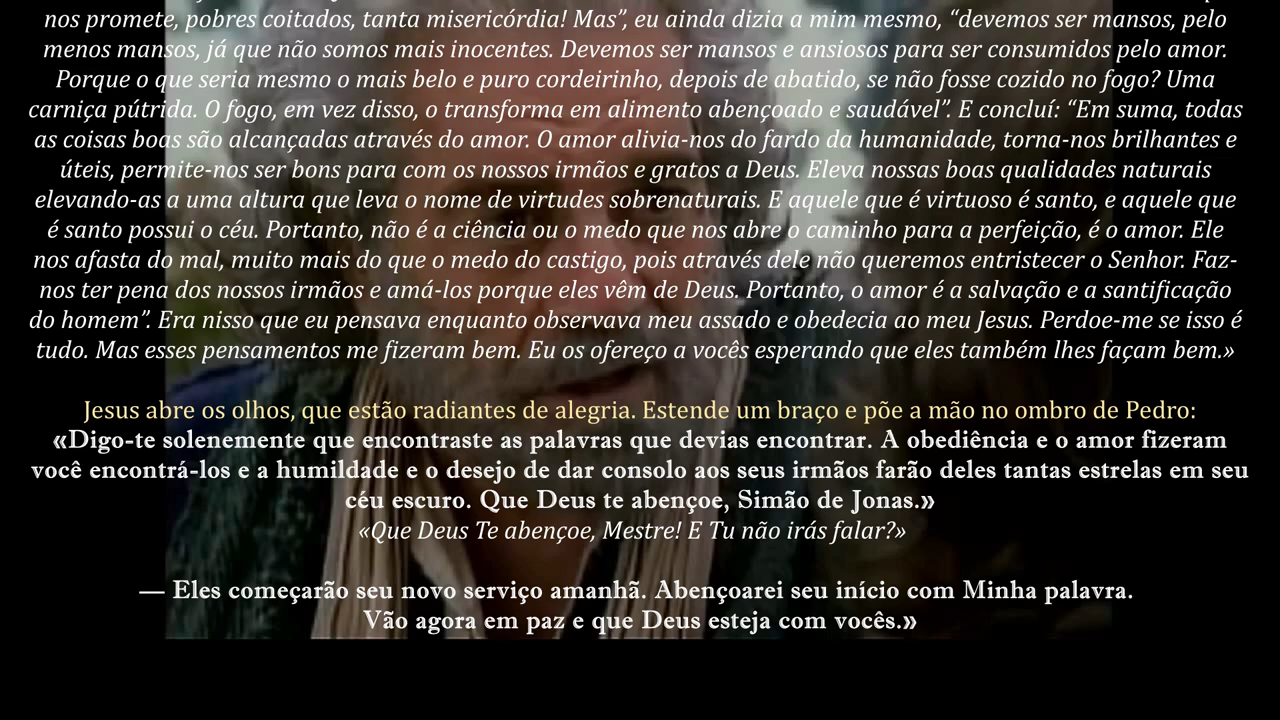 nos promete, pobres coitados, tanta misericórdia! Mas”, eu ainda dizia a mim mesmo, “devemos ser mansos, pelo
menos mansos, já que não somos mais inocentes. Devemos ser mansos e ansiosos para ser consumidos pelo amor.
Porque o que seria mesmo o mais belo e puro cordeirinho, depois de abatido, se não fosse cozido no fogo? Uma
carniça pútrida. O fogo, em vez disso, o transforma em alimento abençoado e saudável”. E concluí: “Em suma, todas
as coisas boas são alcançadas através do amor. O amor alivia-nos do fardo da humanidade, torna-nos brilhantes e
úteis, permite-nos ser bons para com os nossos irmãos e gratos a Deus. Eleva nossas boas qualidades naturais
elevando-as a uma altura que leva o nome de virtudes sobrenaturais. E aquele que é virtuoso é santo, e aquele que
é santo possui o céu. Portanto, não é a ciência ou o medo que nos abre o caminho para a perfeição, é o amor. Ele
nos afasta do mal, muito mais do que o medo do castigo, pois através dele não queremos entristecer o Senhor. Faz-
nos ter pena dos nossos irmãos e amá-los porque eles vêm de Deus. Portanto, o amor é a salvação e a santificação
do homem”. Era nisso que eu pensava enquanto observava meu assado e obedecia ao meu Jesus. Perdoe-me se isso é
tudo. Mas esses pensamentos me fizeram bem. Eu os ofereço a vocês esperando que eles também lhes façam bem.»
Jesus abre os olhos, que estão radiantes de alegria. Estende um braço e põe a mão no ombro de Pedro:
«Digo-te solenemente que encontraste as palavras que devias encontrar. A obediência e o amor fizeram
você encontrá-los e a humildade e o desejo de dar consolo aos seus irmãos farão deles tantas estrelas em seu
céu escuro. Que Deus te abençoe, Simão de Jonas.»
«Que Deus Te abençoe, Mestre! E Tu não irás falar?»
— Eles começarão seu novo serviço amanhã. Abençoarei seu início com Minha palavra.
Vão agora em paz e que Deus esteja com vocês.»